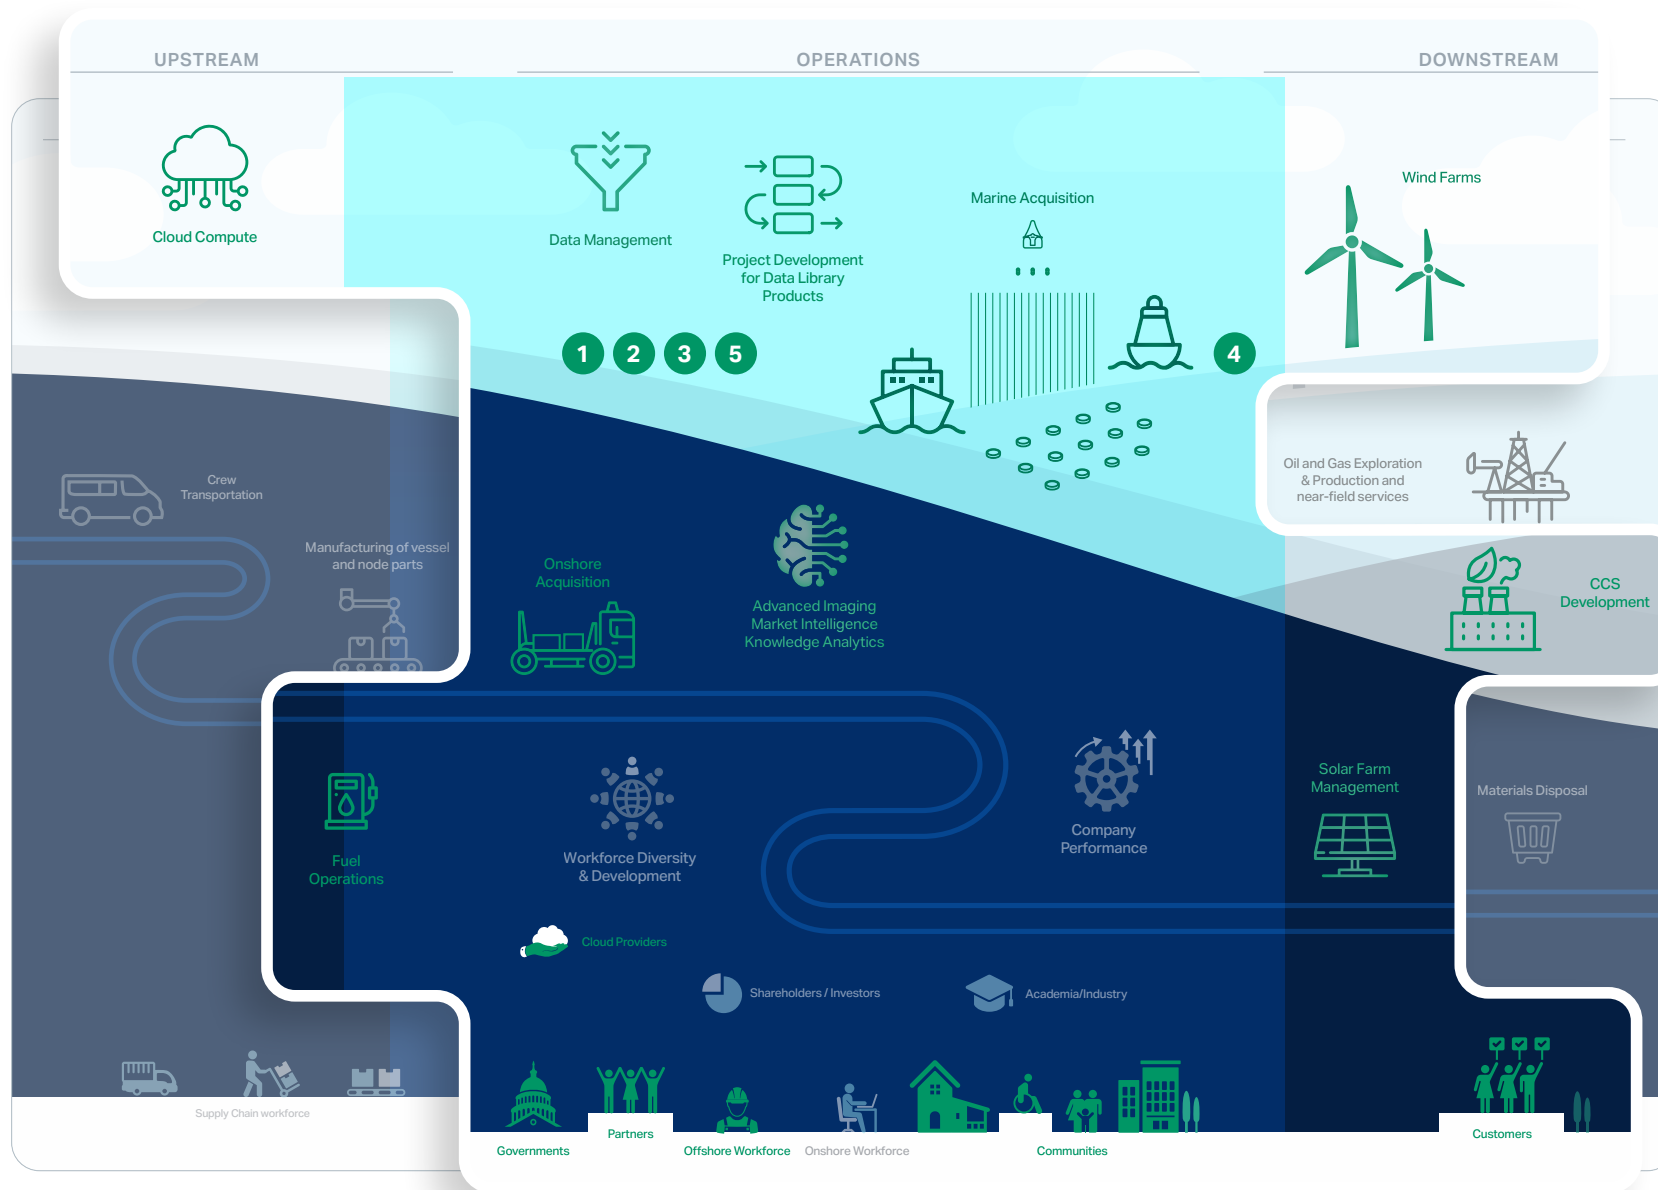 UPSTREAM
OPERATIONS
DOWNSTREAM
Cloud Compute
Data Management
Project Development
for Data Library
Products
Marine Acquisition
Wind Farms
1
2
3
5
4
Crew
Transportation
Manufacturing of vessel
and node parts
Onshore
Acquisition
Advanced Imaging
Market Intelligence
Knowledge Analytics
Oil and Gas Exploration
& Production and
near-field services
CCS
Development
Fuel
Operations
Workforce Diversity
& Development
Company
Performance
Solar Farm
Management
Materials Disposal
Cloud Providers
Shareholders / Investors
Academia/Industry
Supply Chain workforce
Governments
Partners
Offshore Workforce
Onshore Workforce
Communities
Customers